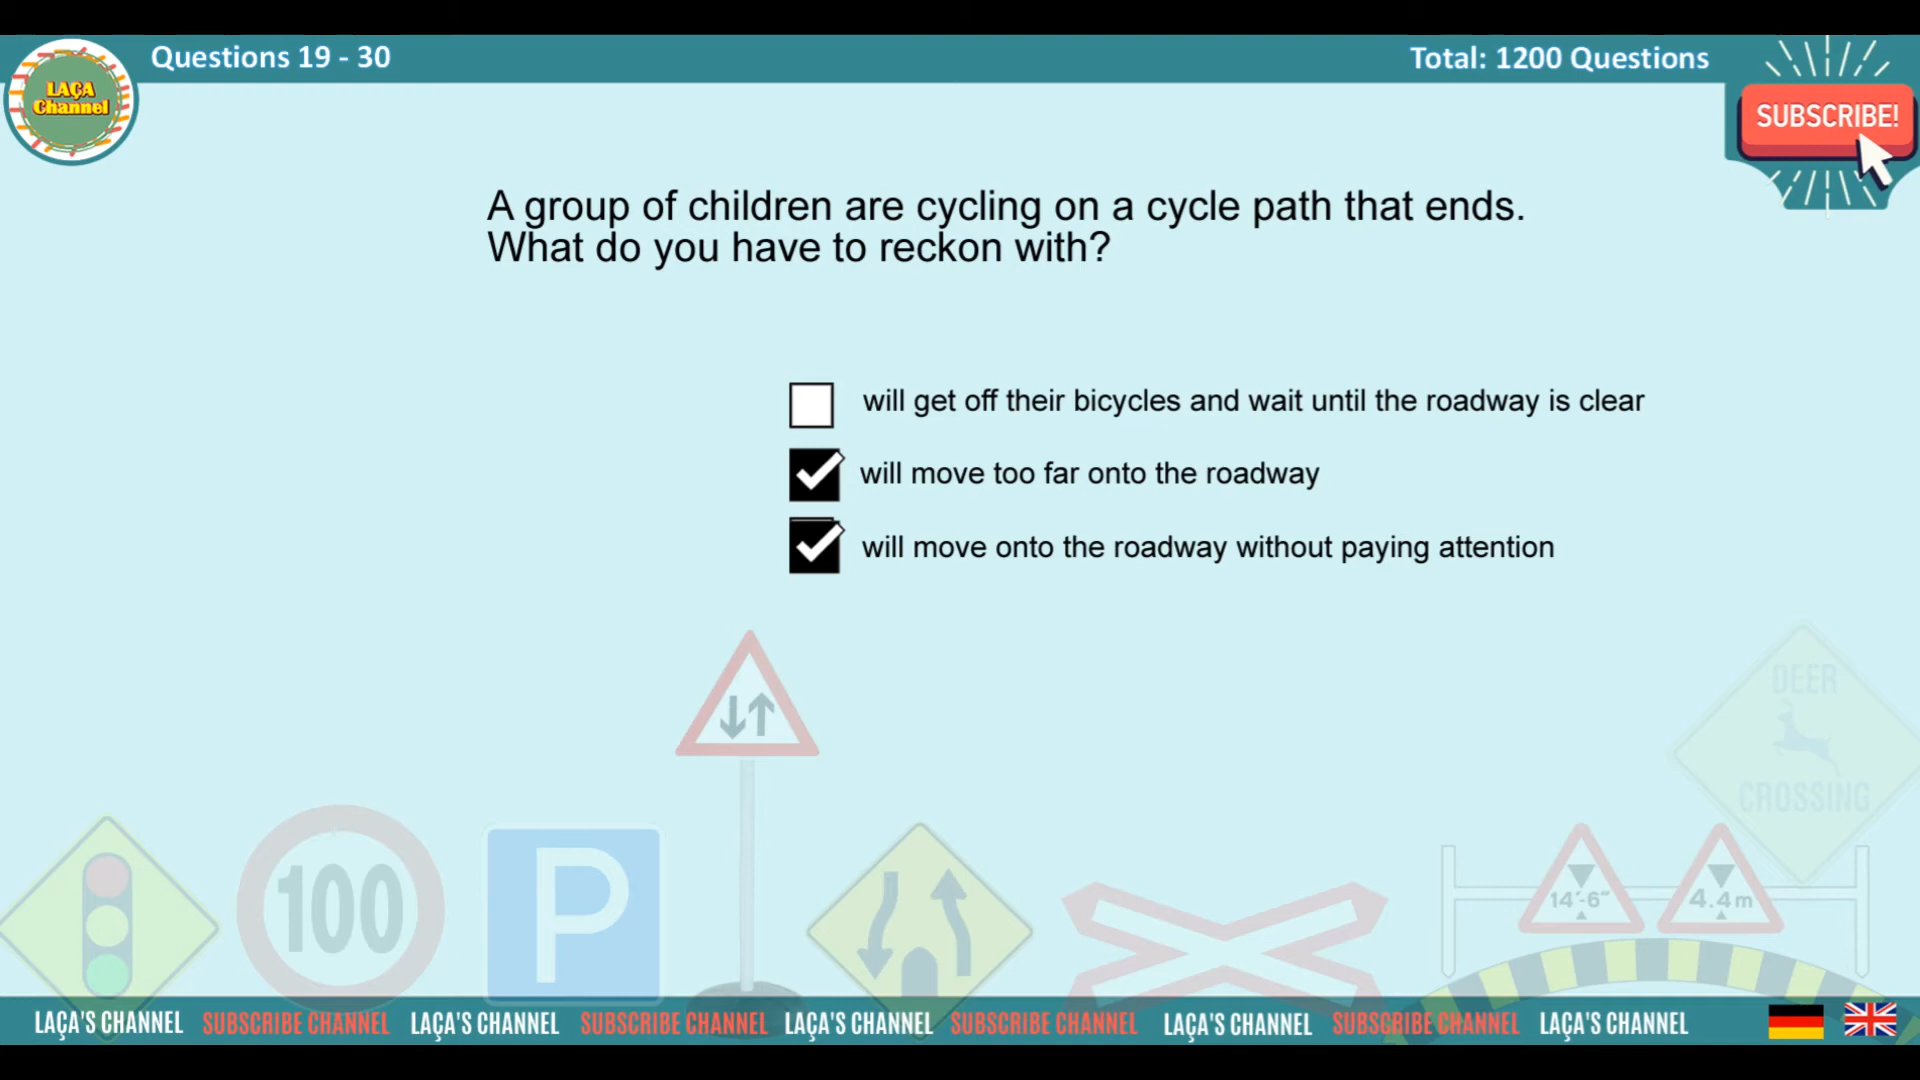 Questions 19 - 30
Total: 1200 Questions
LAÇA
Channel
SUBSCRIBE!
A group of children are cycling on a cycle path that ends.
What do you have to reckon with?
will get off their bicycles and wait until the roadway is clear
will move too far onto the roadway
will move onto the roadway without paying attention
DEER
CROSSING
100
P
14'-6"
4.4m
LAÇA'S CHANNEL SUBSCRIBE CHANNEL LAÇA'S CHANNEL SUBSCRIBE CHANNEL LAÇA'S CHANNEL SUBSCRIBE CHANNEL LAÇA'S CHANNEL SUBSCRIBE CHANNEL LAÇA'S CHANNEL